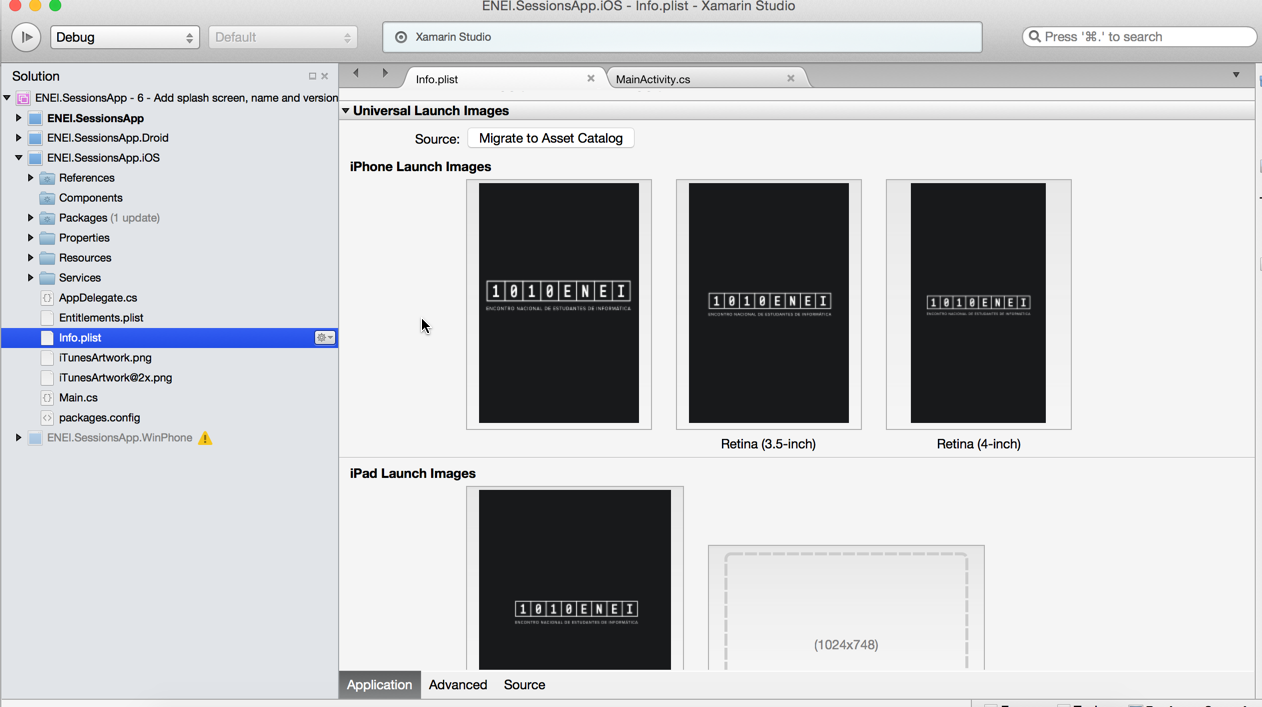 ENEI.SessionsApp.iOS - Info.plist - Xamarin Studio
Debug
Default
Xamarin Studio
Press '⌘.' to search
Solution
Info.plist
MainActivity.cs
ENEI.SessionsApp - 6 - Add splash screen, name and version
ENEI.SessionsApp
ENEI.SessionsApp.Droid
ENEI.SessionsApp.iOS
References
Components
Packages (1 update)
Properties
Resources
Services
AppDelegate.cs
Entitlements.plist
Info.plist
iTunesArtwork.png
iTunesArtwork@2x.png
Main.cs
packages.config
ENEI.SessionsApp.WinPhone
Universal Launch Images
Source: Migrate to Asset Catalog
iPhone Launch Images
1010ENEI
ENCONTRO NACIONAL DE ESTUDANTES DE INFORMÁTICA
1010ENEI
ENCONTRO NACIONAL DE ESTUDANTES DE INFORMÁTICA
1010ENEI
ENCONTRO NACIONAL DE ESTUDANTES DE INFORMÁTICA
Retina (3.5-inch)
Retina (4-inch)
iPad Launch Images
1010ENEI
ENCONTRO NACIONAL DE ESTUDANTES DE INFORMÁTICA
(1024x748)
Application
Advanced
Source